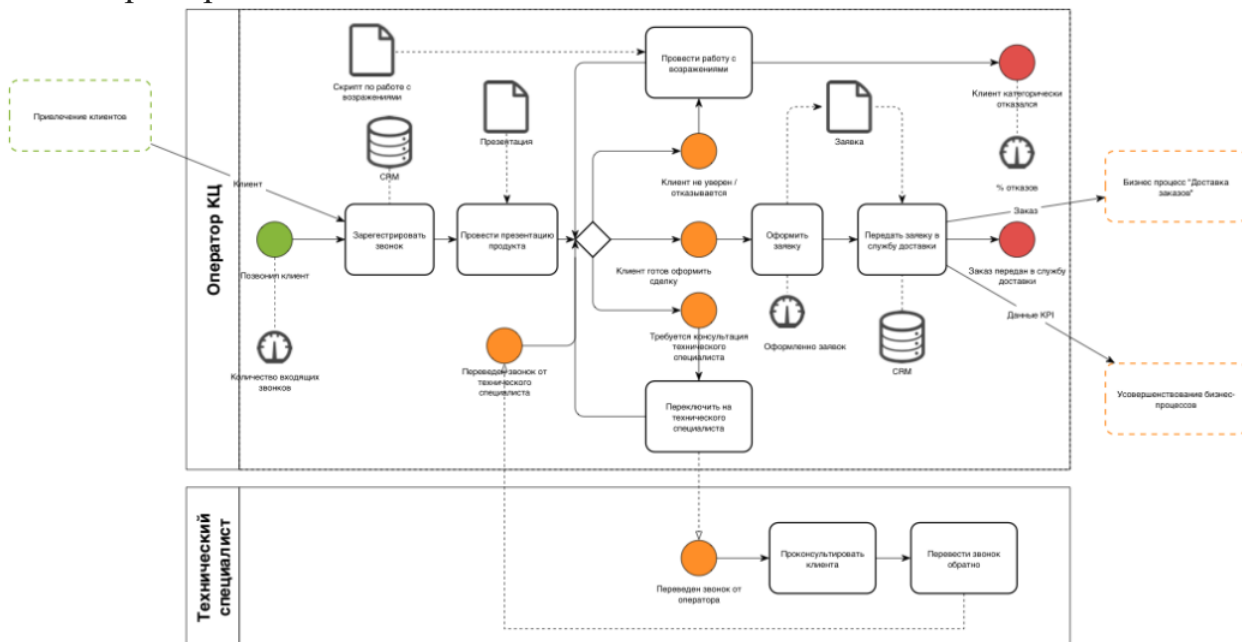 Скрипт по работе с
возражениями
Провести работу с
возражениями
Клиент категорически
отказался
Привлечение клиентов
Презентация
Заявка
CRM
Клиент
Клиент не уверен /
отказывается
% отказов
Бизнес процесс "Доставка
заказов"
Оператор КЦ
Позвонил клиент
Зарегестрировать
звонок
Провести презентацию
продукта
Клиент готов оформить
сделку
Оформить
заявку
Передать заявку в
службу доставки
Заказ
Заказ передан в службу
доставки
Данные KPI
Количество входящих
звонков
Переведен звонок от
технического
специалиста
Требуется консультация
технического
специалиста
Оформленно заявок
CRM
Переключить на
технического
специалиста
Усовершенствование бизнес-
процессов
Технический
специалист
Переведен звонок от
оператора
Проконсультировать
клиента
Перевести звонок
обратно